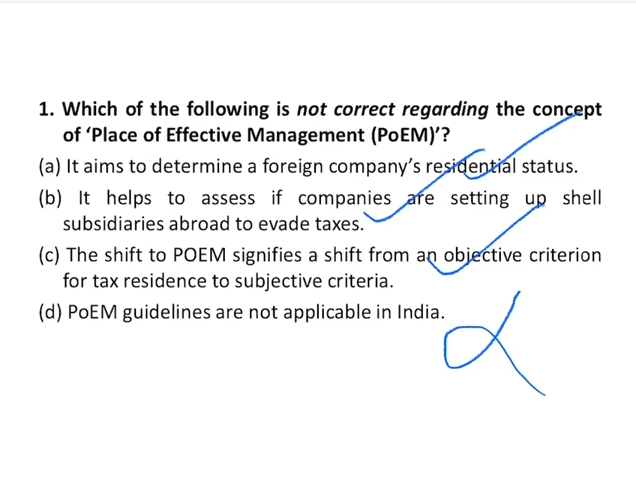 1. Which of the following is not correct regarding the concept
of ‘Place of Effective Management (PoEM)’?
(a) It aims to determine a foreign company’s residential status.
(b) It helps to assess if companies are setting up shell
subsidiaries abroad to evade taxes.
(c) The shift to POEM signifies a shift from an objective criterion
for tax residence to subjective criteria.
(d) PoEM guidelines are not applicable in India.